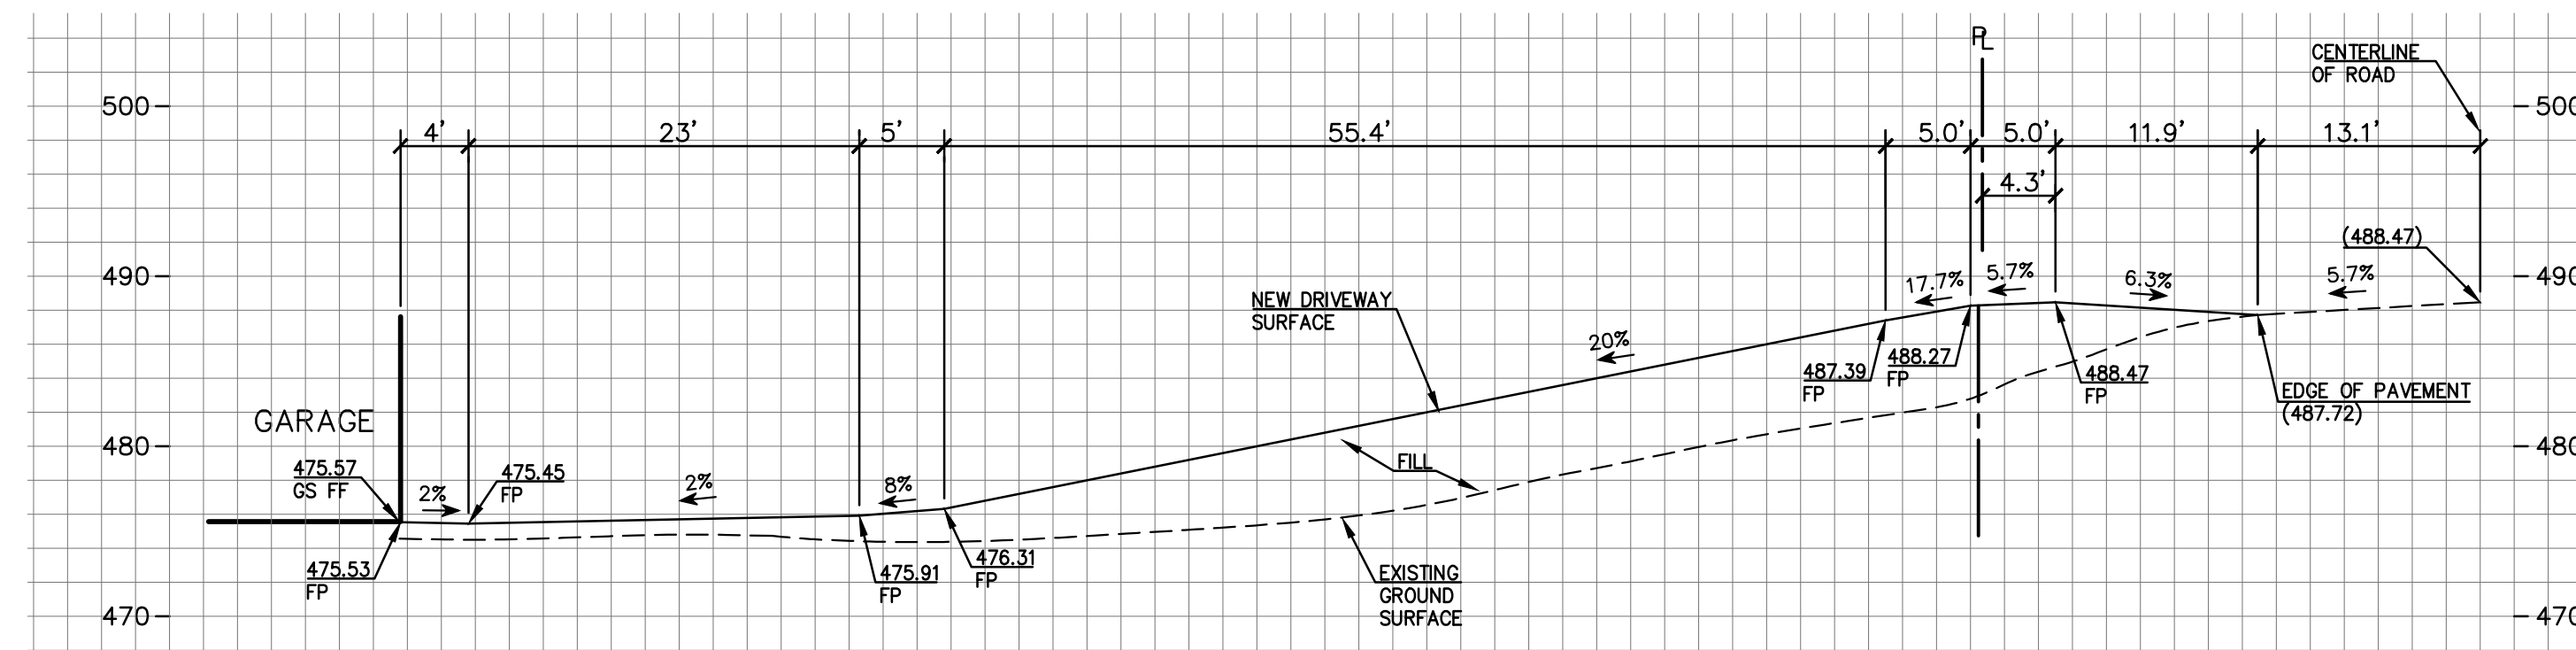 PL
CENTERLINE
OF ROAD
500
500
4'
23'
5'
55.4'
5.0'
5.0'
11.9'
13.1'
4.3'
(488.47)
490
490
17.7%
5.7%
6.3%
5.7%
NEW DRIVEWAY
SURFACE
20%
487.39
FP
488.27
FP
488.47
FP
EDGE OF PAVEMENT
(487.72)
GARAGE
480
480
475.57
GS FF
2%
475.45
FP
2%
8%
FILL
475.53
FP
475.91
FP
476.31
FP
EXISTING
GROUND
SURFACE
470
470